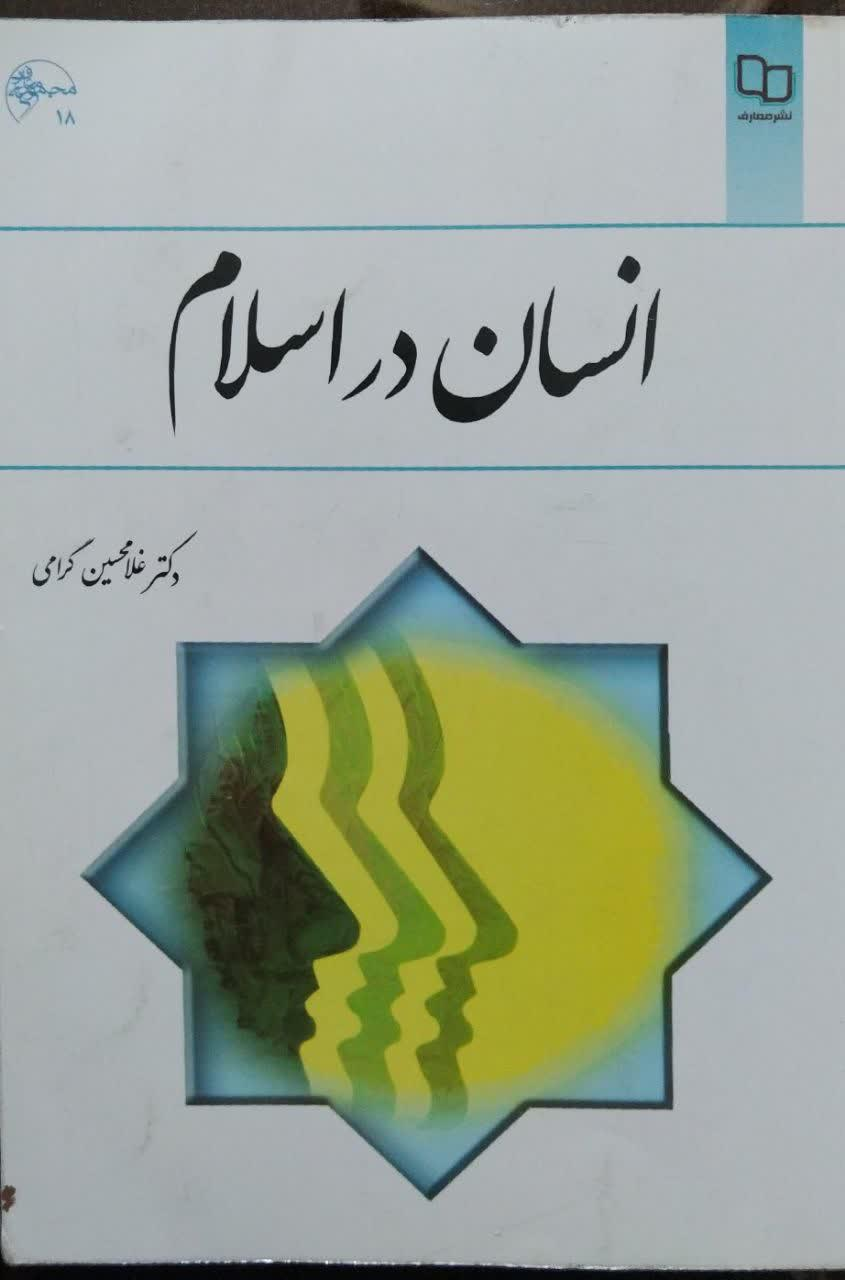 نشر معارف
۱۸
انسان در اسلام
دکتر غلامحسین گرامی